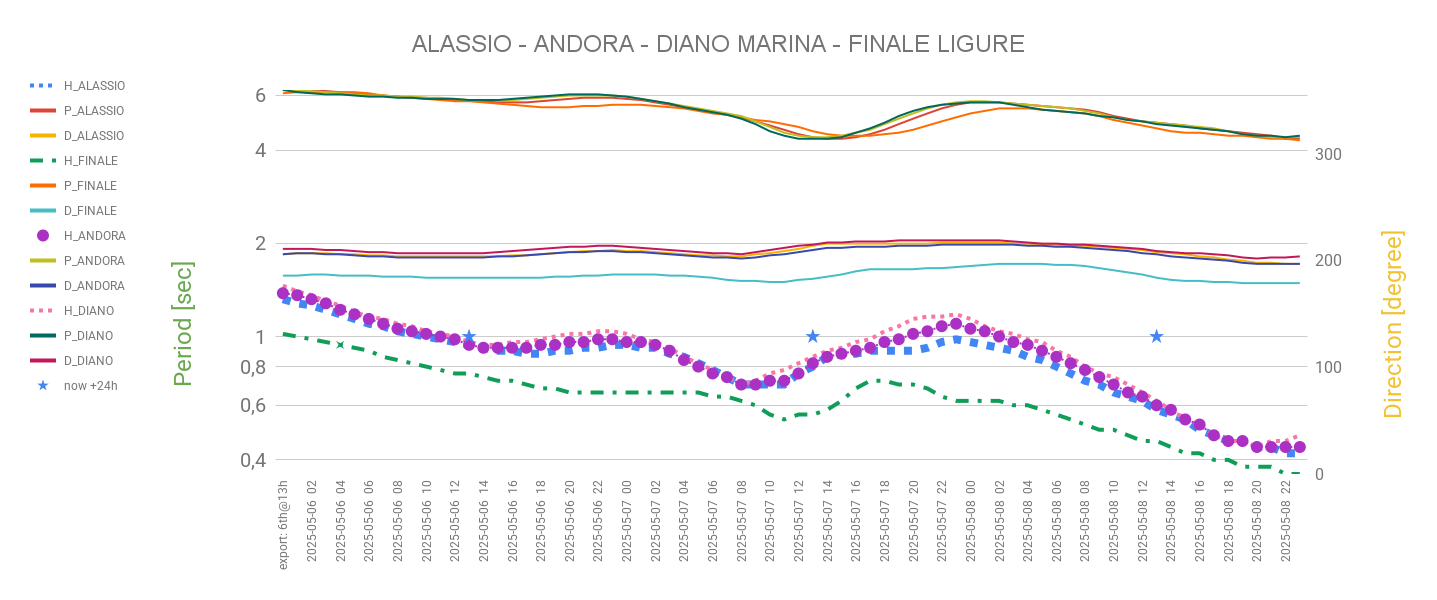 ALASSIO - ANDORA - DIANO MARINA - FINALE LIGURE
H_ALASSIO
P_ALASSIO
D_ALASSIO
H_FINALE
P_FINALE
D_FINALE
H_ANDORA
P_ANDORA
D_ANDORA
H_DIANO
P_DIANO
D_DIANO
now +24h
Period [sec]
6
4
2
1
0,8
0,6
0,4
300
200
100
0
Direction [degree]
export: 6th@13h
2025-05-06 02
2025-05-06 04
2025-05-06 06
2025-05-06 08
2025-05-06 10
2025-05-06 12
2025-05-06 14
2025-05-06 16
2025-05-06 18
2025-05-06 20
2025-05-06 22
2025-05-07 00
2025-05-07 02
2025-05-07 04
2025-05-07 06
2025-05-07 08
2025-05-07 10
2025-05-07 12
2025-05-07 14
2025-05-07 16
2025-05-07 18
2025-05-07 20
2025-05-07 22
2025-05-08 00
2025-05-08 02
2025-05-08 04
2025-05-08 06
2025-05-08 08
2025-05-08 10
2025-05-08 12
2025-05-08 14
2025-05-08 16
2025-05-08 18
2025-05-08 20
2025-05-08 22